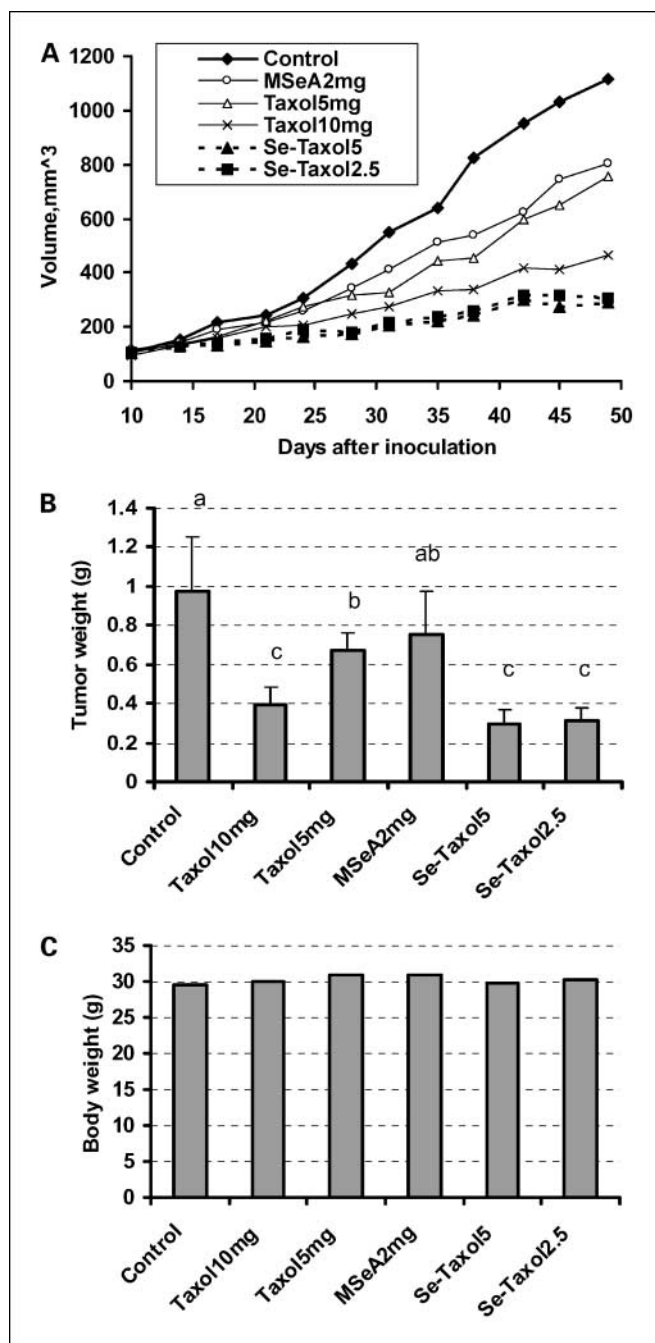 A
Control
MSeA2mg
Taxol5mg
Taxol10mg
Se-Taxol5
Se-Taxol2.5
1200
1000
800
600
400
200
0
Volume,mm^3
10 15 20 25 30 35 40 45 50
Days after inoculation
B
1.4
1.2
1
0.8
0.6
0.4
0.2
0
Tumor weight (g)
a
c
b
ab
c
c
Control
Taxol10mg
Taxol5mg
MSeA2mg
Se-Taxol5
Se-Taxol2.5
C
35
30
25
20
15
10
5
0
Body weight (g)
Control
Taxol10mg
Taxol5mg
MSeA2mg
Se-Taxol5
Se-Taxol2.5